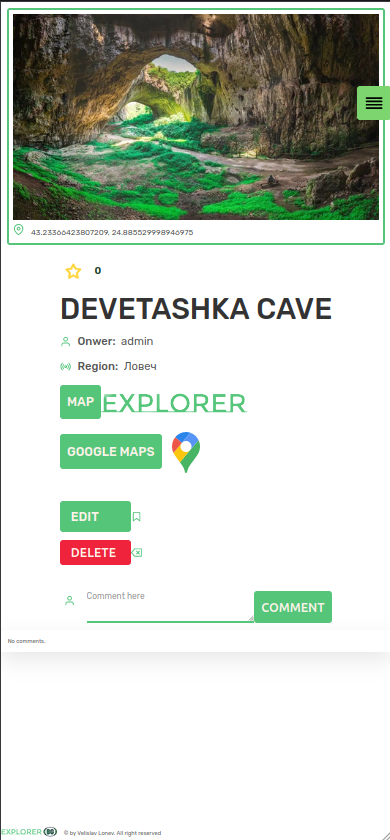 43.23366423807209. 24.885529998946975
0
DEVETASHKA CAVE
Onwer: admin
Region: Ловеч
MAP EXPLORER
GOOGLE MAPS
EDIT
DELETE
Comment here
COMMENT
No comments.
EXPLORER © by Velislav Lonev. All right reserved